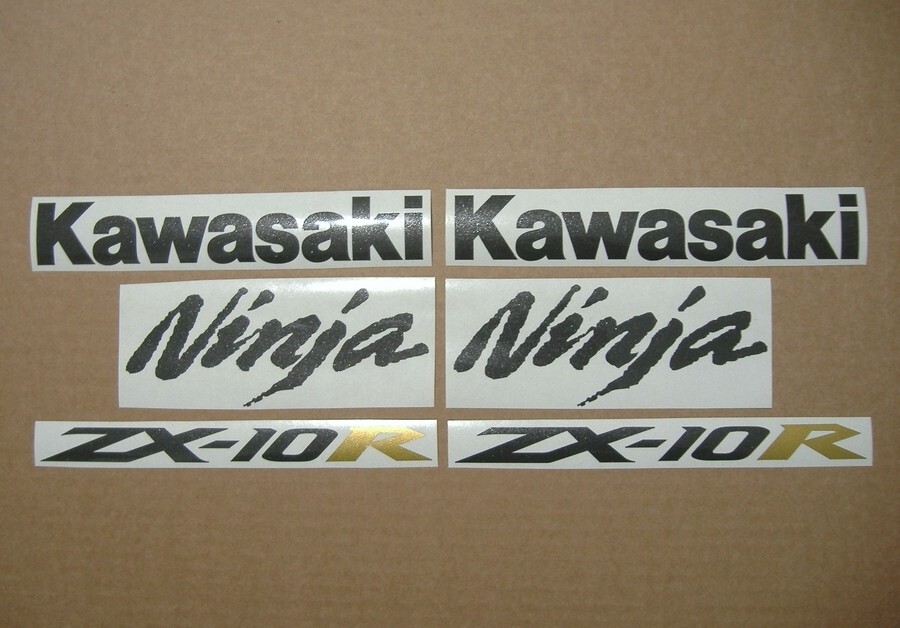 Kawasaki Kawasaki
Ninja Ninja
ZX-10R ZX-10R